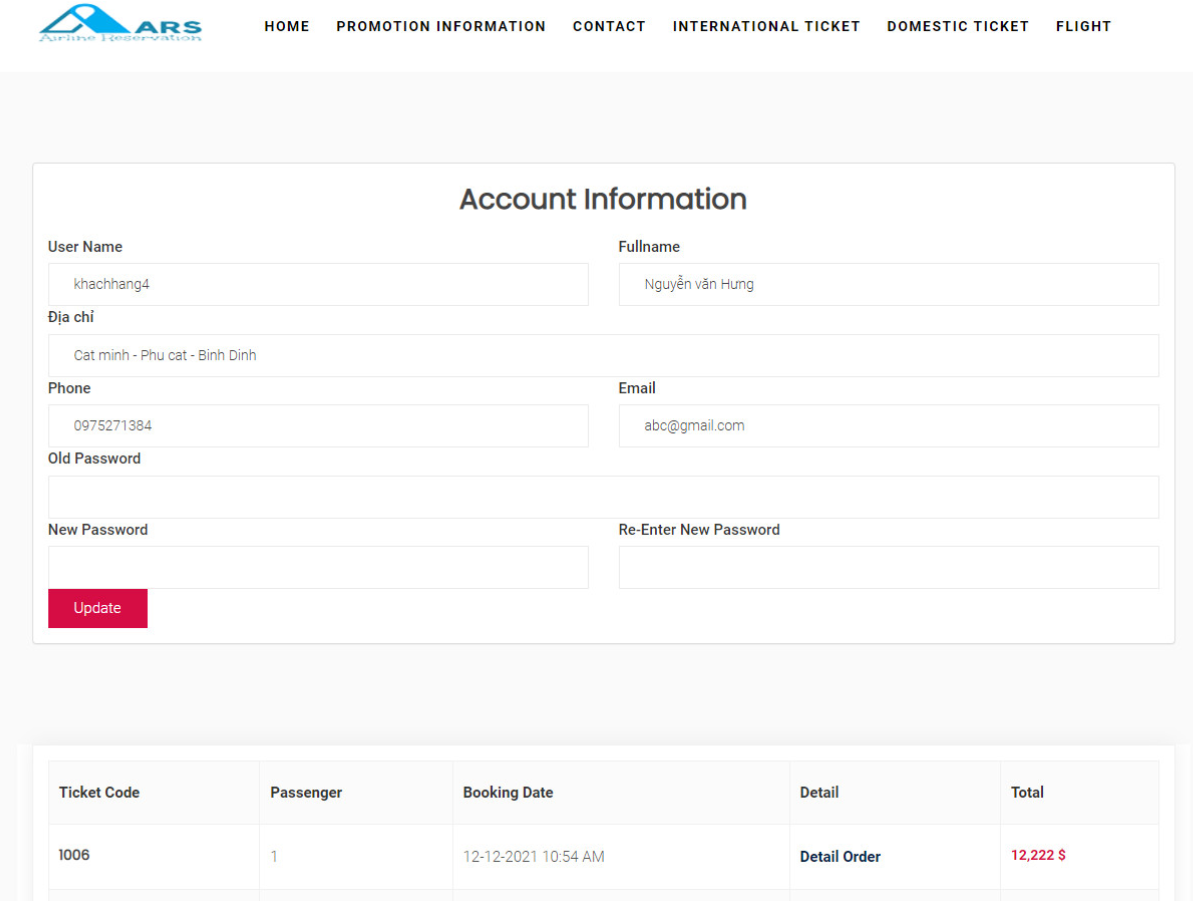 ARS
Airline Reservation
HOME PROMOTION INFORMATION CONTACT INTERNATIONAL TICKET DOMESTIC TICKET FLIGHT
Account Information
User Name Fullname
khachhang4 Nguyễn văn Hưng
Địa chỉ
Cat minh - Phu cat - Binh Dinh
Phone Email
0975271384 abc@gmail.com
Old Password
New Password Re-Enter New Password
Update
Ticket Code Passenger Booking Date Detail Total
1006 1 12-12-2021 10:54 AM Detail Order 12,222 $